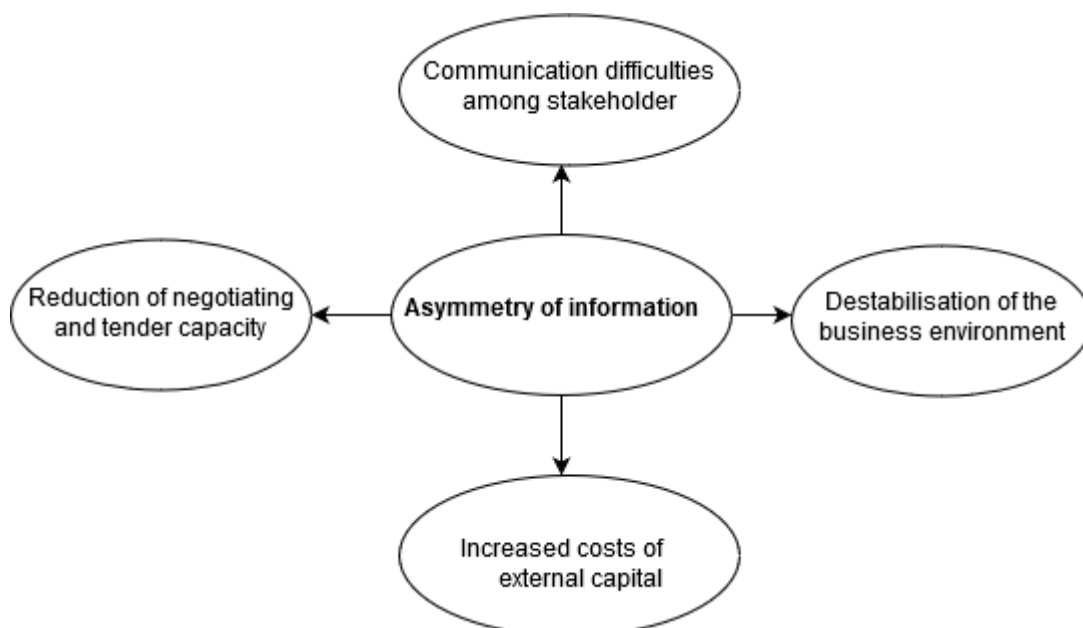 Communication difficulties
among stakeholder
Reduction of negotiating
and tender capacity
Asymmetry of information
Destabilisation of the
business environment
Increased costs of
external capital